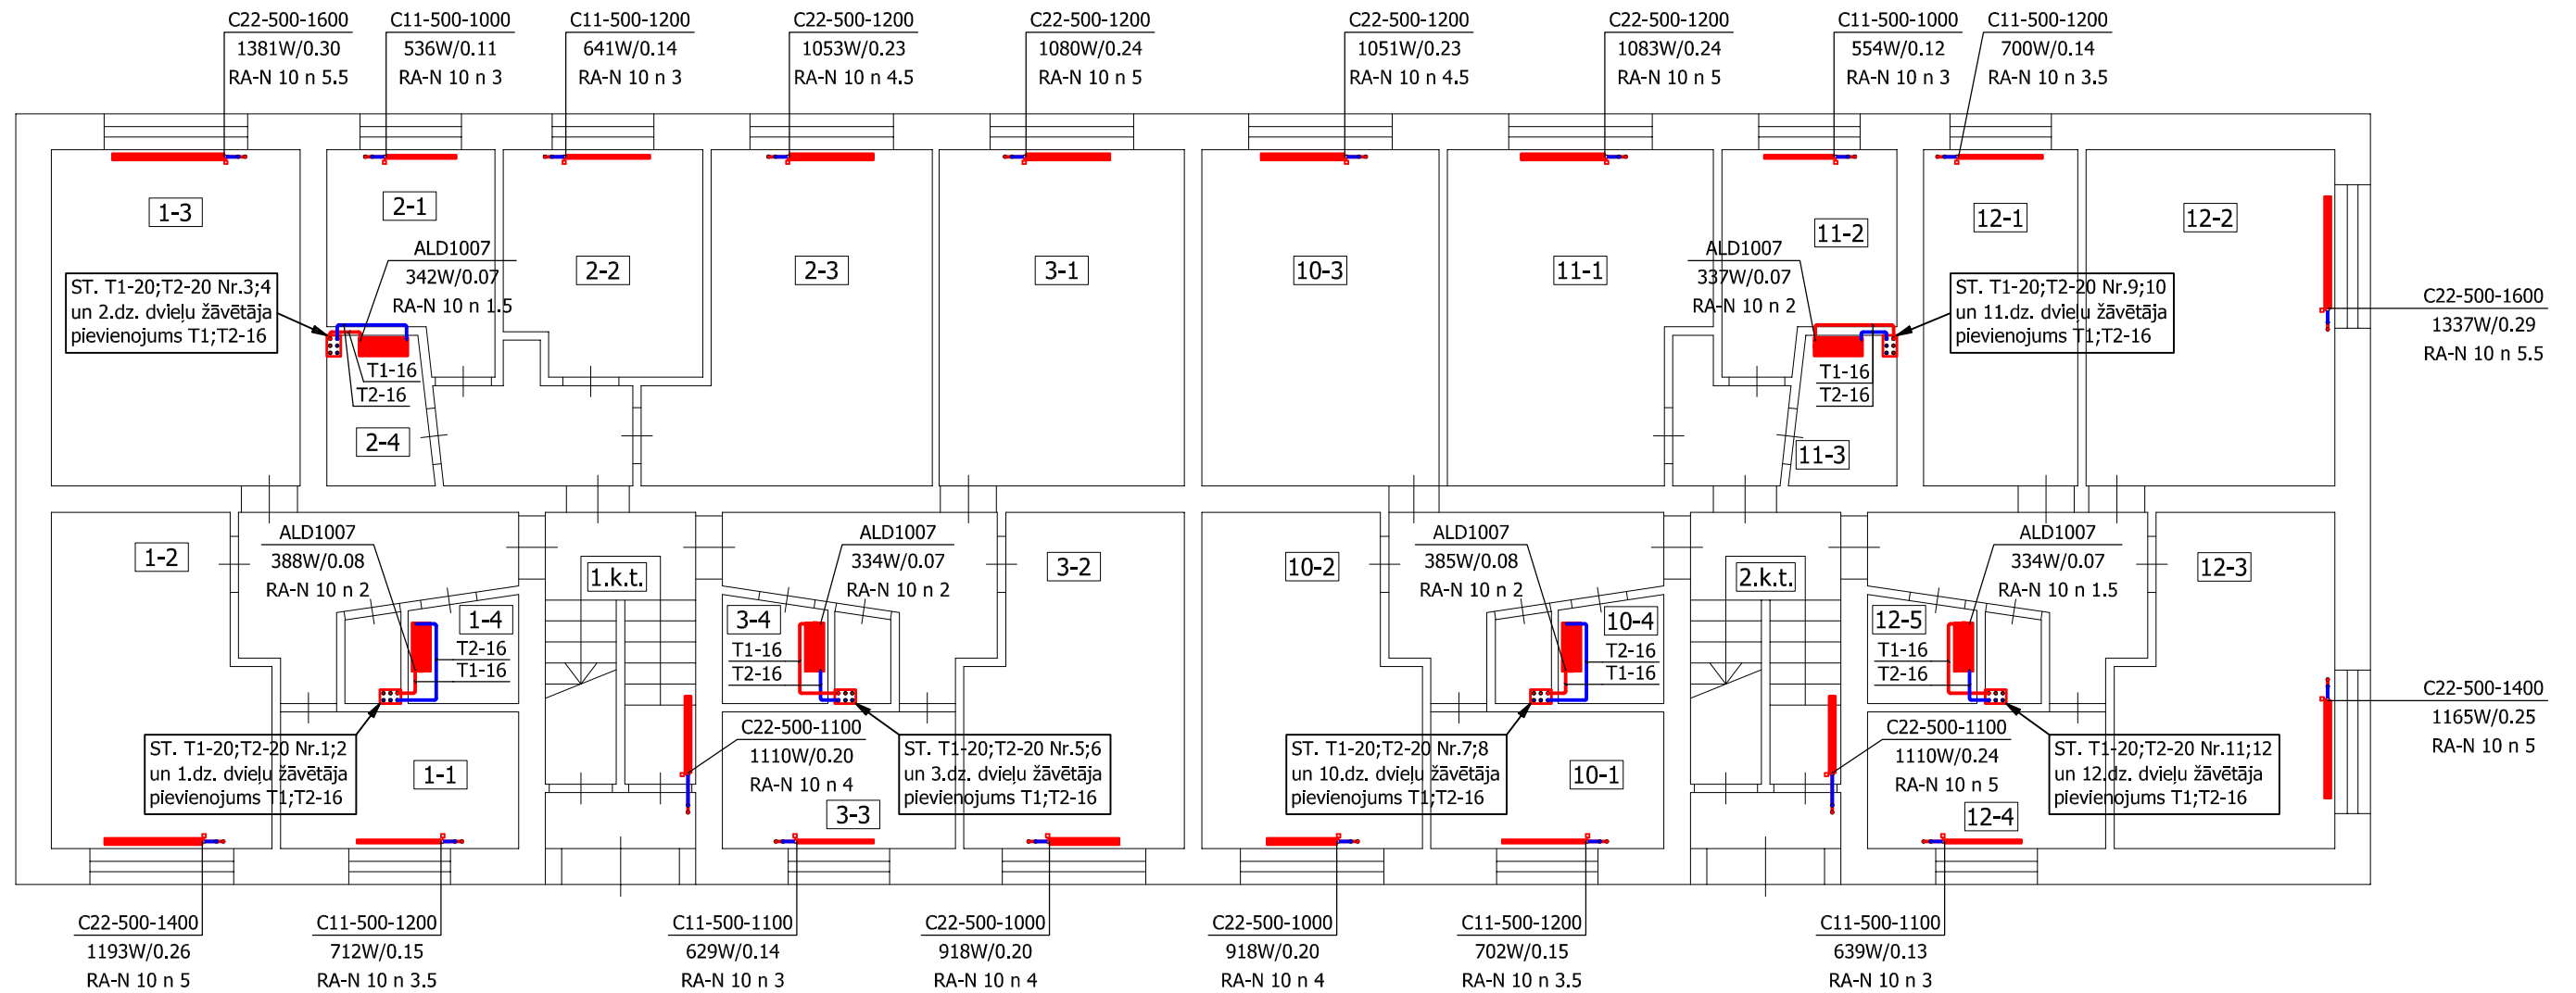 C22-500-1600
1381W/0.30
RA-N 10 n 5.5
C11-500-1000
536W/0.11
RA-N 10 n 3
C11-500-1200
641W/0.14
RA-N 10 n 3
C22-500-1200
1053W/0.23
RA-N 10 n 4.5
C22-500-1200
1080W/0.24
RA-N 10 n 5
C22-500-1200
1051W/0.23
RA-N 10 n 4.5
C22-500-1200
1083W/0.24
RA-N 10 n 5
C11-500-1000
554W/0.12
RA-N 10 n 3
C11-500-1200
700W/0.14
RA-N 10 n 3.5
1-3
2-1
2-2
2-3
3-1
10-3
11-1
11-2
12-1
12-2
ALD1007
342W/0.07
RA-N 10 n 1.5
ST. T1-20;T2-20 Nr.3;4
un 2.dz. dvieļu žāvētāja
pievienojums T1;T2-16
T1-16
T2-16
2-4
ALD1007
337W/0.07
RA-N 10 n 2
ST. T1-20;T2-20 Nr.9;10
un 11.dz. dvieļu žāvētāja
pievienojums T1;T2-16
T1-16
T2-16
11-3
C22-500-1600
1337W/0.29
RA-N 10 n 5.5
1-2
ALD1007
388W/0.08
RA-N 10 n 2
1-4
T2-16
T1-16
1.k.t.
ALD1007
334W/0.07
RA-N 10 n 2
3-4
T1-16
T2-16
3-2
10-2
ALD1007
385W/0.08
RA-N 10 n 2
10-4
T2-16
T1-16
2.k.t.
ALD1007
334W/0.07
RA-N 10 n 1.5
12-5
T1-16
T2-16
12-3
C22-500-1400
1165W/0.25
RA-N 10 n 5
ST. T1-20;T2-20 Nr.1;2
un 1.dz. dvieļu žāvētāja
pievienojums T1;T2-16
1-1
C22-500-1100
1110W/0.20
RA-N 10 n 4
3-3
ST. T1-20;T2-20 Nr.5;6
un 3.dz. dvieļu žāvētāja
pievienojums T1;T2-16
ST. T1-20;T2-20 Nr.7;8
un 10.dz. dvieļu žāvētāja
pievienojums T1;T2-16
10-1
C22-500-1100
1110W/0.24
RA-N 10 n 5
12-4
ST. T1-20;T2-20 Nr.11;12
un 12.dz. dvieļu žāvētāja
pievienojums T1;T2-16
C22-500-1400
1193W/0.26
RA-N 10 n 5
C11-500-1200
712W/0.15
RA-N 10 n 3.5
C11-500-1100
629W/0.14
RA-N 10 n 3
C22-500-1000
918W/0.20
RA-N 10 n 4
C22-500-1000
918W/0.20
RA-N 10 n 4
C11-500-1200
702W/0.15
RA-N 10 n 3.5
C11-500-1100
639W/0.13
RA-N 10 n 3